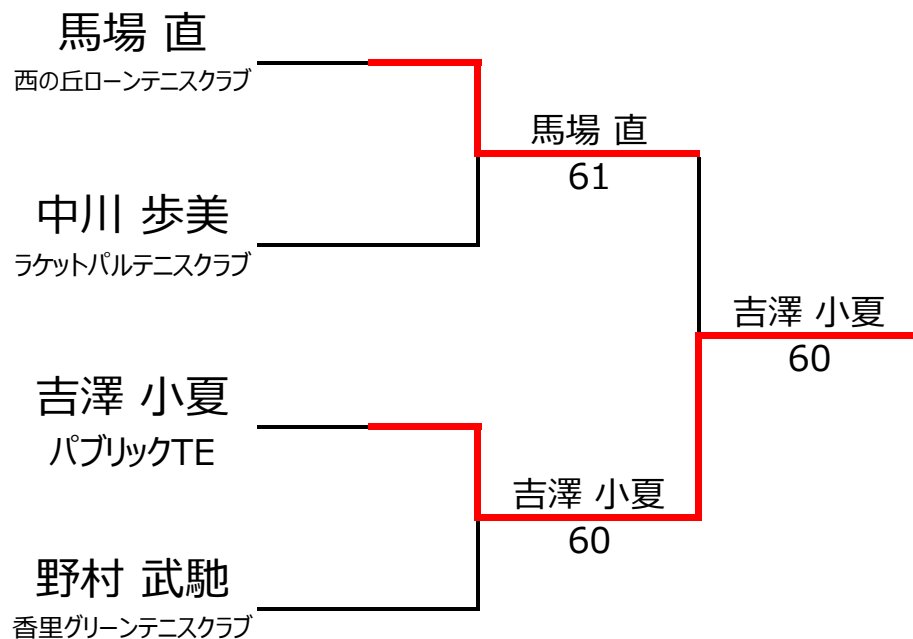 馬場 直
西の丘ローンテニスクラブ
馬場 直
61
中川 歩美
ラケットパルテニスクラブ
吉澤 小夏
60
吉澤 小夏
パブリックTE
吉澤 小夏
60
野村 武馳
香里グリーンテニスクラブ